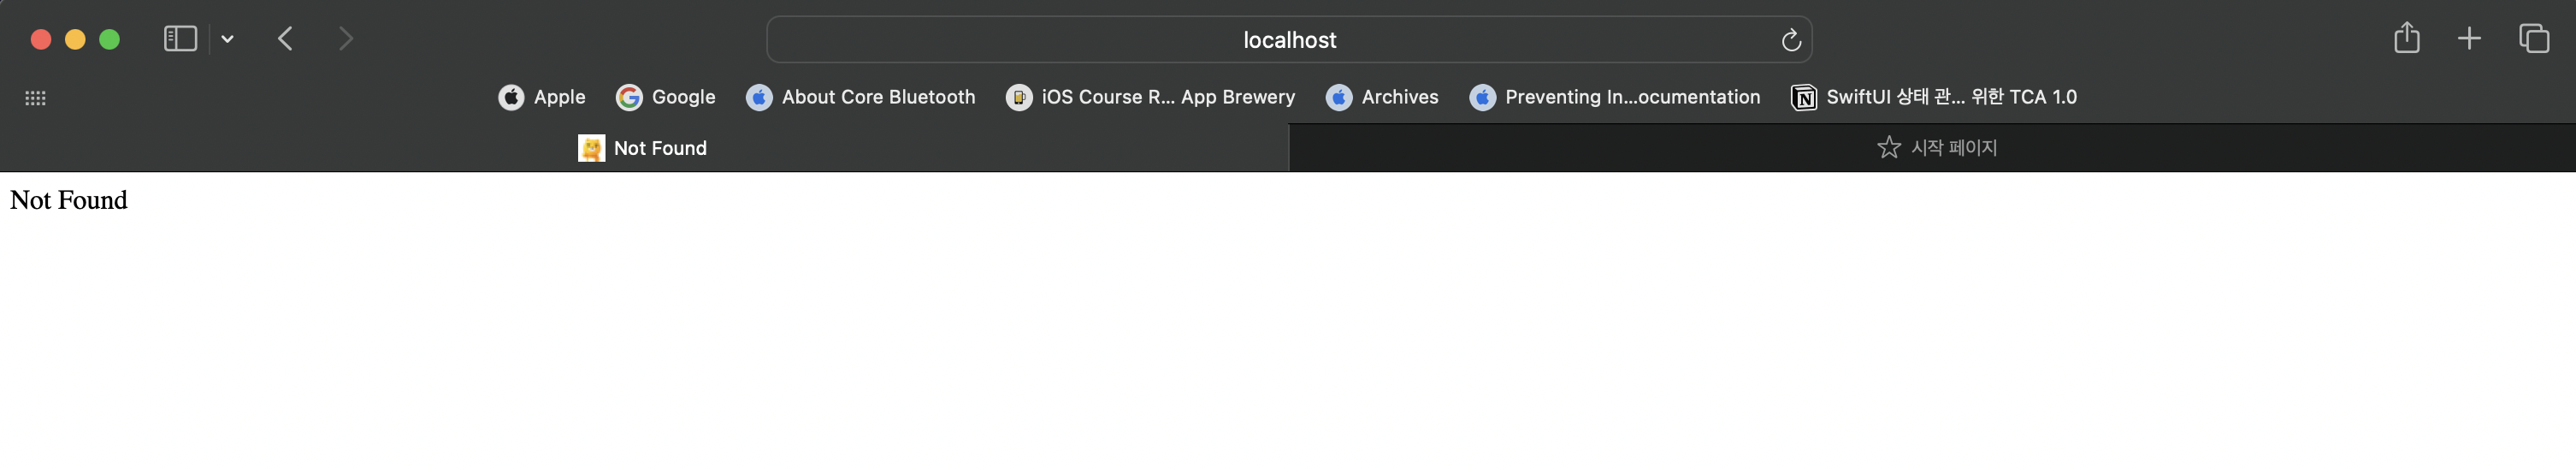 localhost
Apple Google About Core Bluetooth iOS Course R... App Brewery Archives Preventing In...ocumentation SwiftUI 상태 관... 위한 TCA 1.0
Not Found 시작 페이지
Not Found